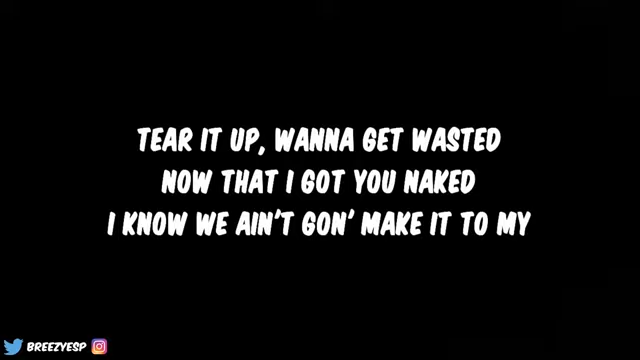 TEAR IT UP, WANNA GET WASTED
NOW THAT I GOT YOU NAKED
I KNOW WE AIN'T GON' MAKE IT TO MY
BREEZYESP